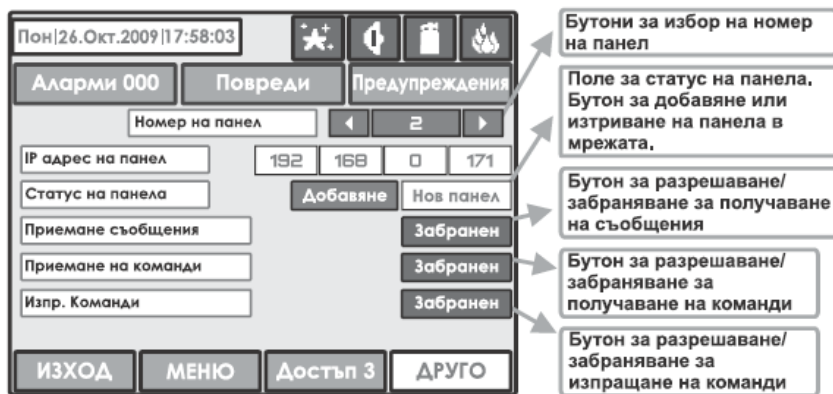 Пон|26.Окт.2009|17:58:03
Аларми 000 Повреди Предупреждения
Номер на панел 2
IP адрес на панел 192 168 0 171
Статус на панела Добавяне Нов панел
Приемане съобщения Забранен
Приемане на команди Забранен
Изпр. Команди Забранен
ИЗХОД МЕНЮ Достъп 3 ДРУГО
Бутони за избор на номер
на панел
Поле за статус на панела.
Бутон за добавяне или
изтриване на панела в
мрежата.
Бутон за разрешаване/
забраняване за получаване
на съобщения
Бутон за разрешаване/
забраняване за
получаване на команди
Бутон за разрешаване/
забраняване за
изпращане на команди